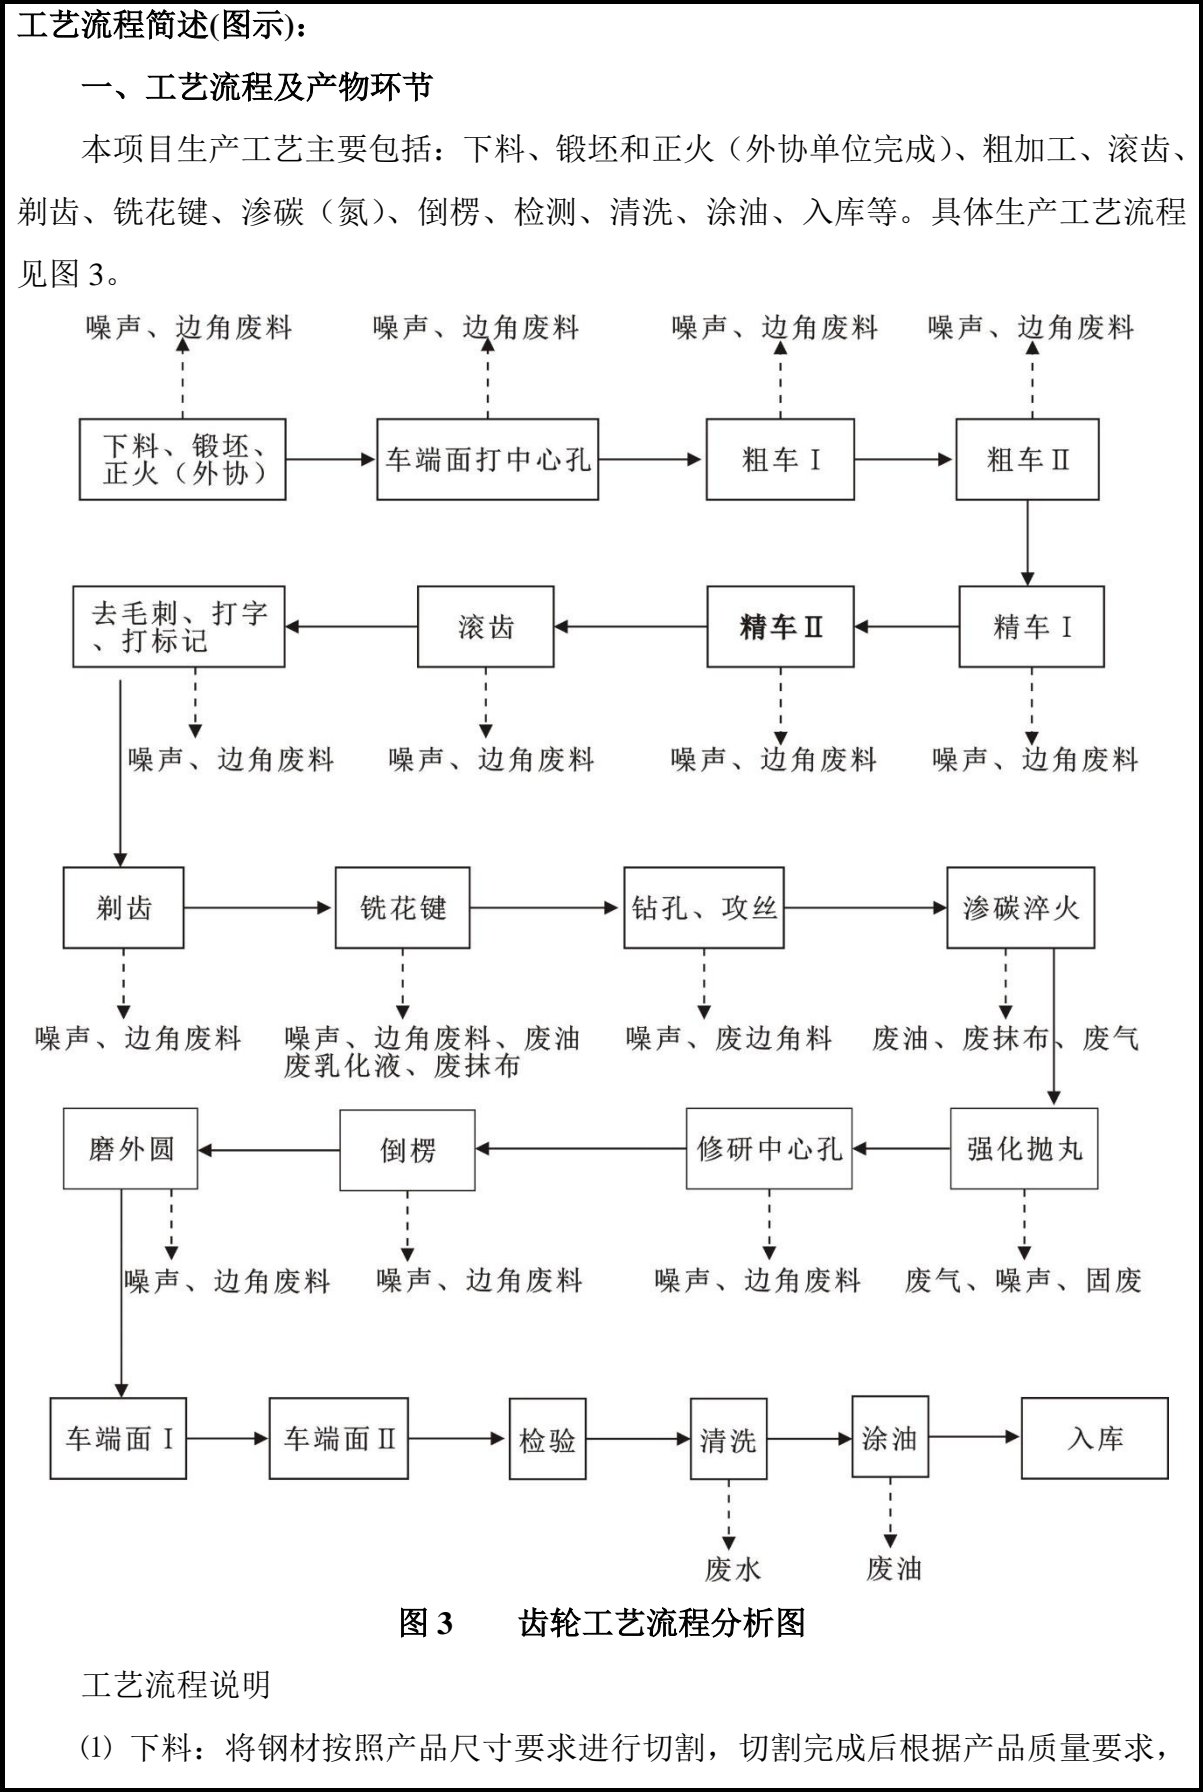 工艺流程简述(图示)：
一、工艺流程及产物环节
本项目生产工艺主要包括：下料、锻坯和正火（外协单位完成）、粗加工、滚齿、
剃齿、铣花键、渗碳（氮）、倒楞、检测、清洗、涂油、入库等。具体生产工艺流程
见图 3。
噪声、边角废料 噪声、边角废料 噪声、边角废料 噪声、边角废料
下料、锻坯、
正火（外协）
车端面打中心孔
粗车Ⅰ
粗车Ⅱ
去毛刺、打字
、打标记
滚齿
精车Ⅱ
精车Ⅰ
噪声、边角废料 噪声、边角废料 噪声、边角废料 噪声、边角废料
剃齿
铣花键
钻孔、攻丝
渗碳淬火
噪声、边角废料
噪声、边角废料、废油
废乳化液、废抹布
噪声、废边角料
废油、废抹布、废气
磨外圆
倒楞
修研中心孔
强化抛丸
噪声、边角废料 噪声、边角废料 噪声、边角废料 废气、噪声、固废
车端面Ⅰ
车端面Ⅱ
检验
清洗
涂油
入库
废水
废油
图 3 齿轮工艺流程分析图
工艺流程说明
⑴ 下料：将钢材按照产品尺寸要求进行切割，切割完成后根据产品质量要求，